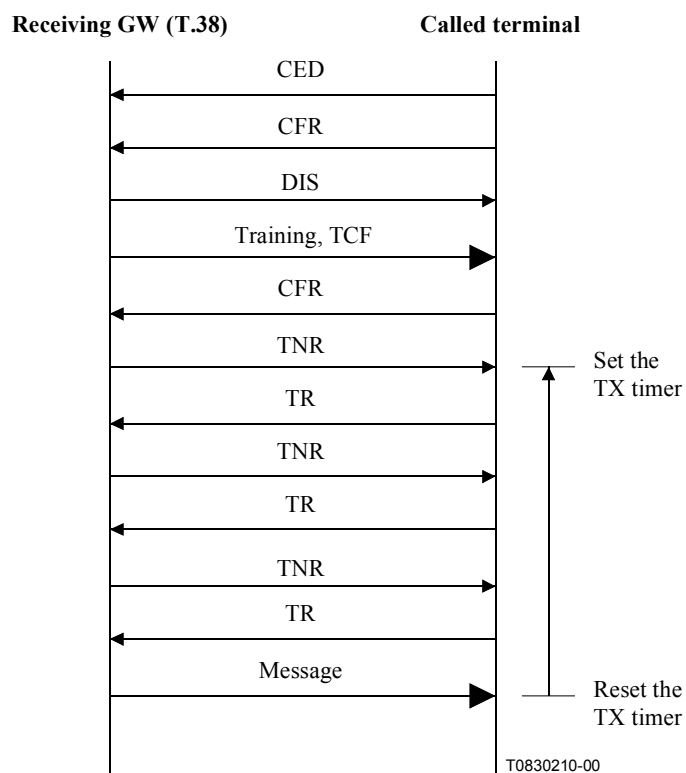 Receiving GW (T.38)
Called terminal
CED
CFR
DIS
Training, TCF
CFR
TNR
Set the
TX timer
TR
TNR
TR
TNR
TR
Message
Reset the
TX timer
T0830210-00